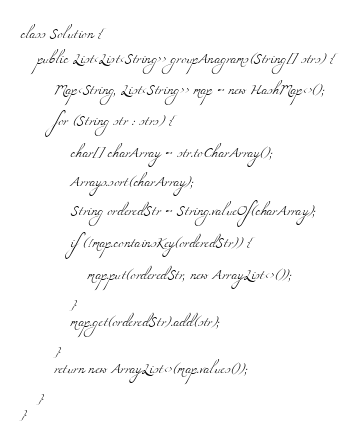 class Solution {
public List<List<String>> groupAnagrams(String[] strs) {
Map<String, List<String>> map = new HashMap<>();
for (String str : strs) {
char[] charArray = str.toCharArray();
Arrays.sort(charArray);
String orderedStr = String.valueOf(charArray);
if (!map.containsKey(orderedStr)) {
map.put(orderedStr, new ArrayList<>());
}
map.get(orderedStr).add(str);
}
return new ArrayList<>(map.values());
}
}